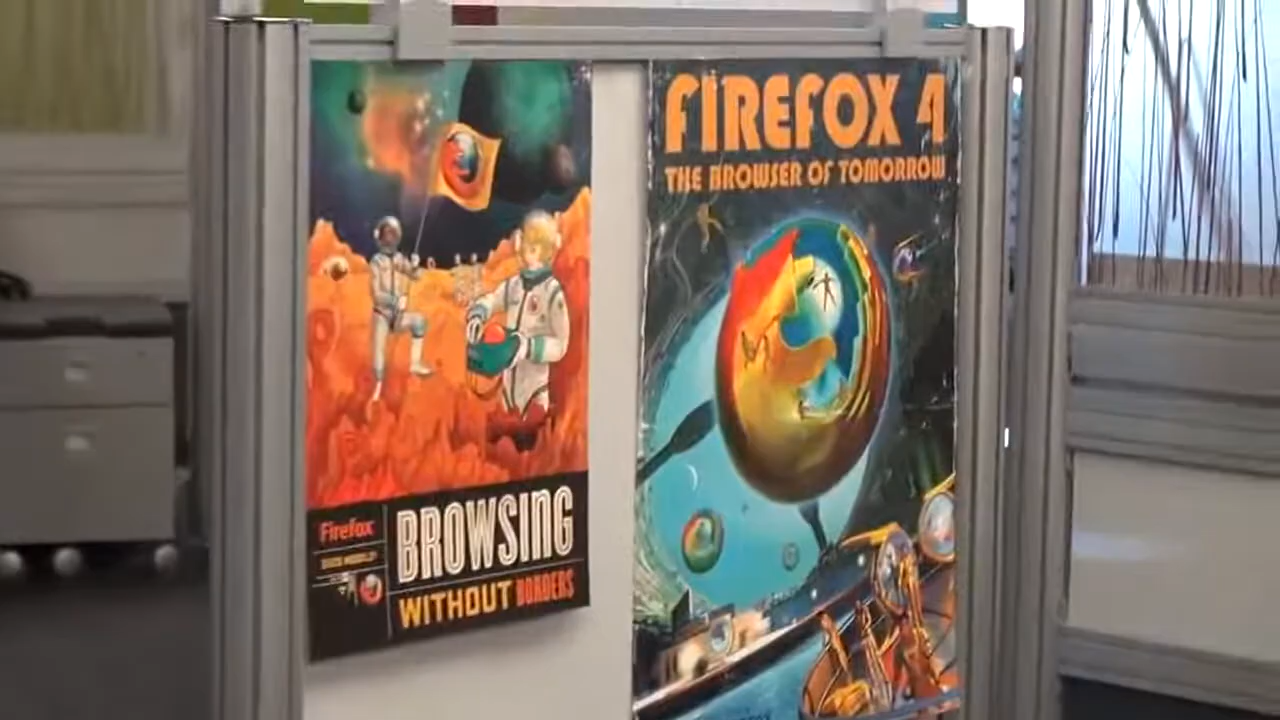 FIREFOX 4
THE BROWSER OF TOMORROW
Firefox
BROWSING
WITHOUT BORDERS